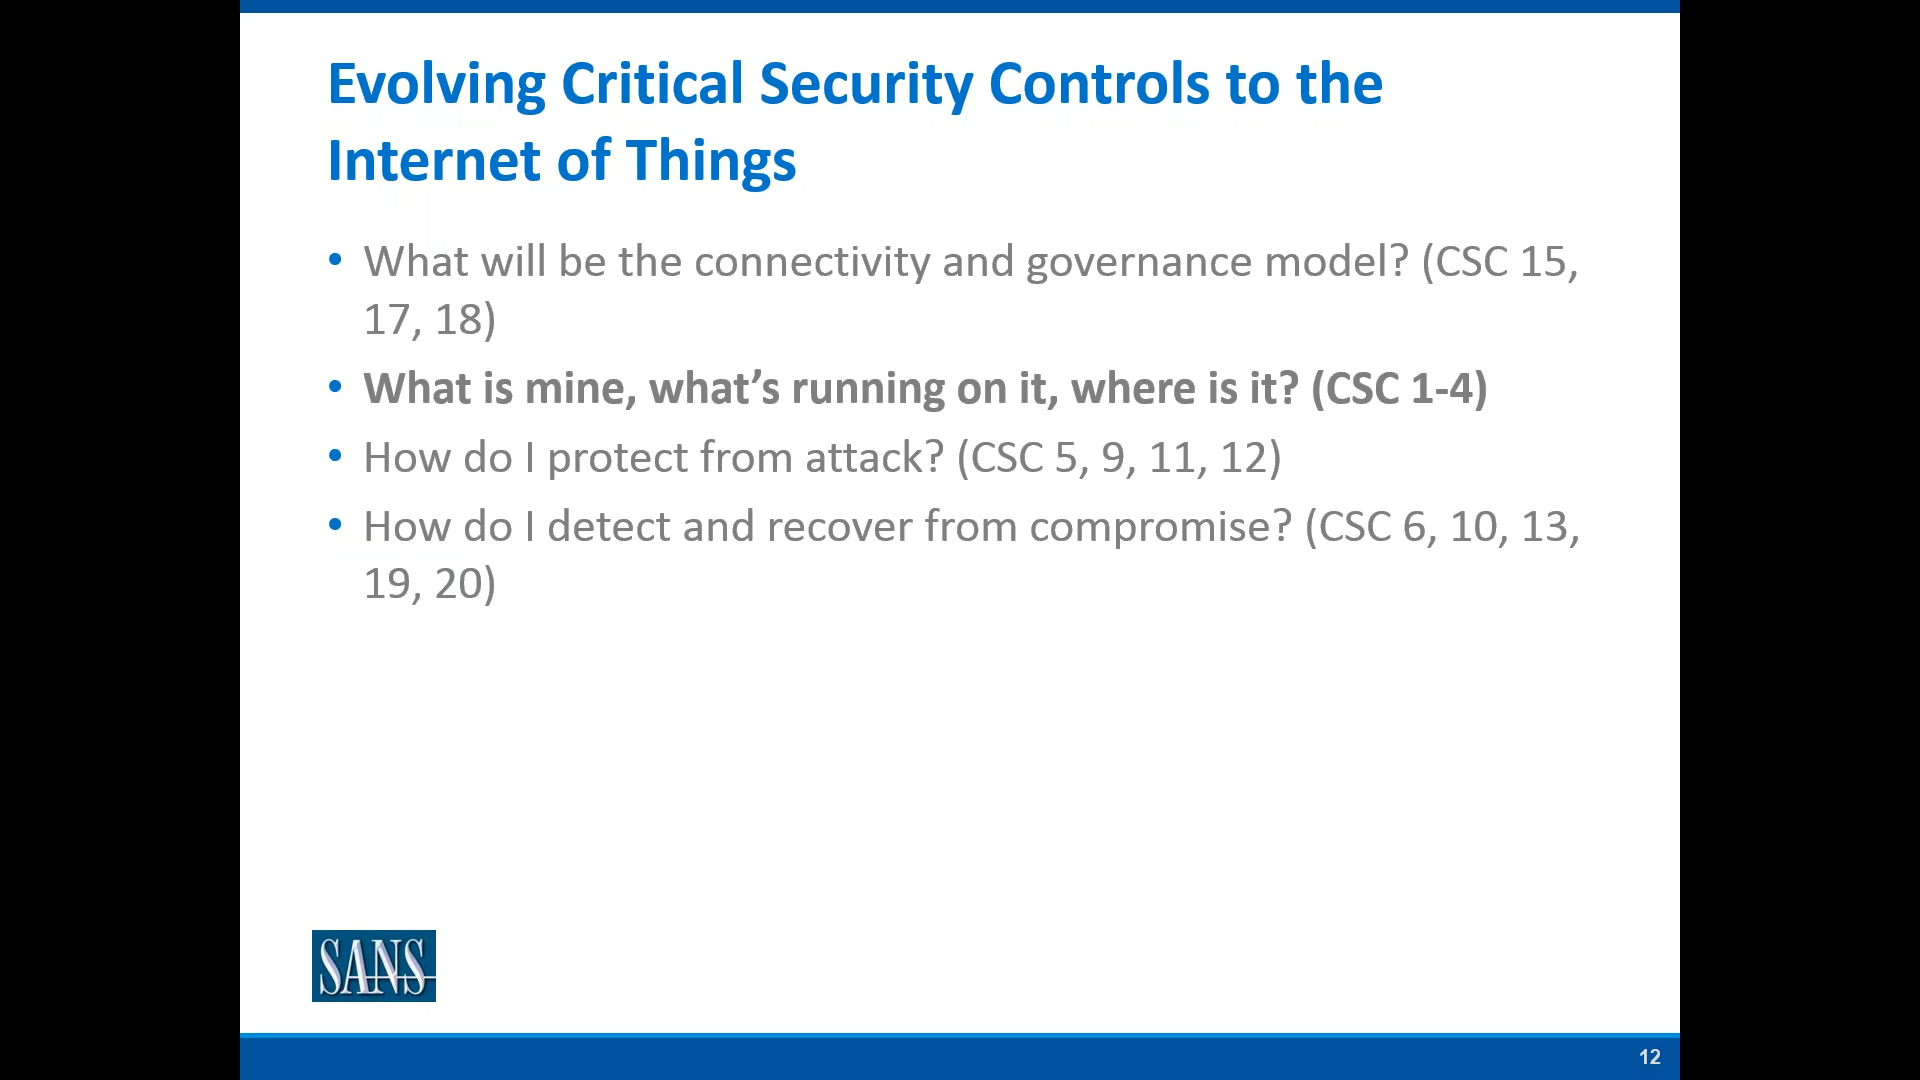 Evolving Critical Security Controls to the
Internet of Things
• What will be the connectivity and governance model? (CSC 15,
17, 18)
• What is mine, what’s running on it, where is it? (CSC 1-4)
• How do I protect from attack? (CSC 5, 9, 11, 12)
• How do I detect and recover from compromise? (CSC 6, 10, 13,
19, 20)
SANS
12